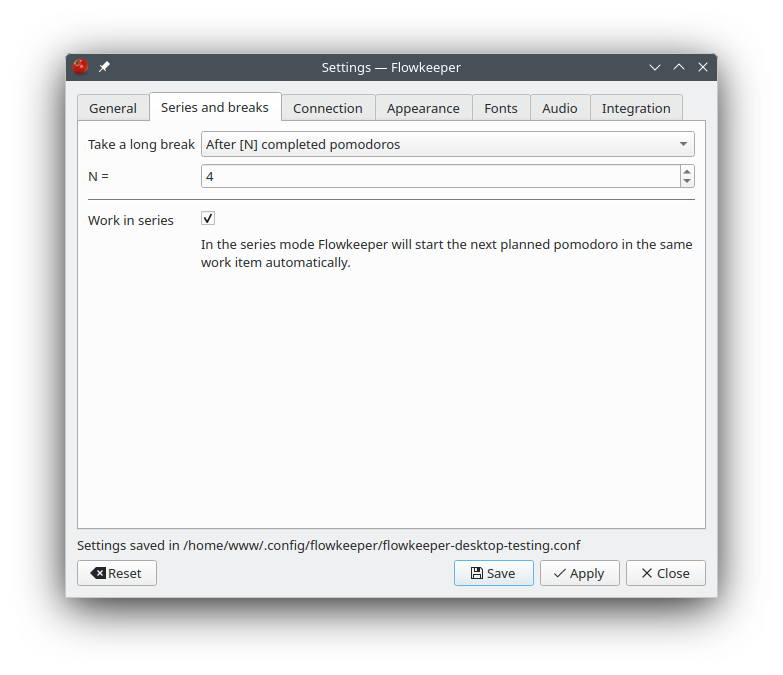 Settings — Flowkeeper
General Series and breaks Connection Appearance Fonts Audio Integration
Take a long break After [N] completed pomodoros
N = 4
Work in series
In the series mode Flowkeeper will start the next planned pomodoro in the same
work item automatically.
Settings saved in /home/www/.config/flowkeeper/flowkeeper-desktop-testing.conf
Reset Save Apply Close